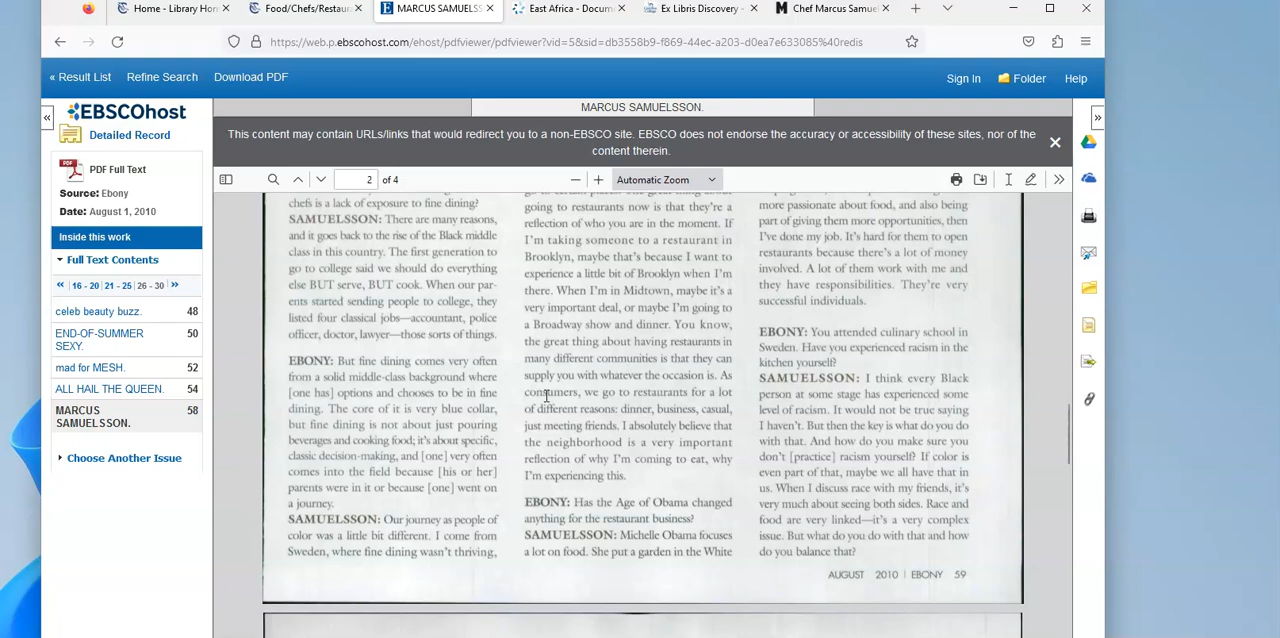 Home - Library Hom
Food/Chefs/Restaura
MARCUS SAMUELSS
East Africa - Docum
Ex Libris Discovery -
Chef Marcus Samue
https://web.p.ebscohost.com/ehost/pdfviewer/pdfviewer?vid=5&sid=db3558b9-f869-44ec-a203-d0ea7e633085%40redis
« Result List
Refine Search
Download PDF
Sign In
Folder
Help
EBSCOhost
Detailed Record
PDF Full Text
Source: Ebony
Date: August 1, 2010
Inside this work
Full Text Contents
16 - 20 21 - 25 26 - 30
celeb beauty buzz. 48
END-OF-SUMMER 50
SEXY.
mad for MESH. 52
ALL HAIL THE QUEEN. 54
MARCUS 58
SAMUELSSON.
Choose Another Issue
MARCUS SAMUELSSON.
This content may contain URLs/links that would redirect you to a non-EBSCO site. EBSCO does not endorse the accuracy or accessibility of these sites, nor of the
content therein.
2 of 4
Automatic Zoom
chefs is a lack of exposure to fine dining?
SAMUELSSON: There are many reasons,
and it goes back to the rise of the Black middle
class in this country. The first generation to
go to college said we should do everything
else BUT serve, BUT cook. When our par-
ents started sending people to college, they
listed four classical jobs—accountant, police
officer, doctor, lawyer—those sorts of things.
EBONY: But fine dining comes very often
from a solid middle-class background where
[one has] options and chooses to be in fine
dining. The core of it is very blue collar,
but fine dining is not about just pouring
beverages and cooking food; it's about specific,
classic decision-making, and [one] very often
comes into the field because [his or her]
parents were in it or because [one] went on
a journey.
SAMUELSSON: Our journey as people of
color was a little bit different. I come from
Sweden, where fine dining wasn't thriving,
going to restaurants now is that they're a
reflection of who you are in the moment. If
I'm taking someone to a restaurant in
Brooklyn, maybe that's because I want to
experience a little bit of Brooklyn when I'm
there. When I'm in Midtown, maybe it's a
very important deal, or maybe I'm going to
a Broadway show and dinner. You know,
the great thing about having restaurants in
many different communities is that they can
supply you with whatever the occasion is. As
consumers, we go to restaurants for a lot
of different reasons: dinner, business, casual,
just meeting friends. I absolutely believe that
the neighborhood is a very important
reflection of why I'm coming to eat, why
I'm experiencing this.
EBONY: Has the Age of Obama changed
anything for the restaurant business?
SAMUELSSON: Michelle Obama focuses
a lot on food. She put a garden in the White
more passionate about food, and also being
part of giving them more opportunities, then
I've done my job. It's hard for them to open
restaurants because there's a lot of money
involved. A lot of them work with me and
they have responsibilities. They're very
successful individuals.
EBONY: You attended culinary school in
Sweden. Have you experienced racism in the
kitchen yourself?
SAMUELSSON: I think every Black
person at some stage has experienced some
level of racism. It would not be true saying
I haven't. But then the key is what do you do
with that. And how do you make sure you
don't [practice] racism yourself? If color is
even part of that, maybe we all have that in
us. When I discuss race with my friends, it's
very much about seeing both sides. Race and
food are very linked—it's a very complex
issue. But what do you do with that and how
do you balance that?
AUGUST 2010 | EBONY 59